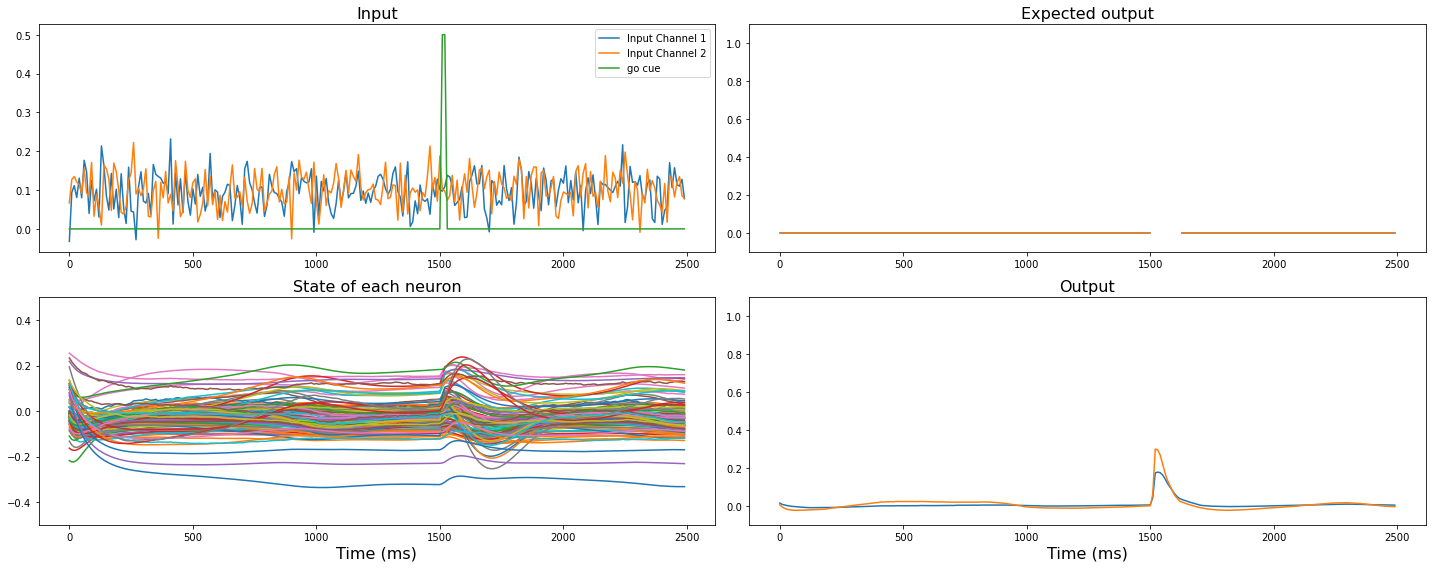 Input
0.5
0.4
0.3
0.2
0.1
0.0
Input Channel 1
Input Channel 2
go cue
0 500 1000 1500 2000 2500
Expected output
1.0
0.8
0.6
0.4
0.2
0.0
0 500 1000 1500 2000 2500
State of each neuron
0.4
0.2
0.0
−0.2
−0.4
0 500 1000 1500 2000 2500
Time (ms)
Output
1.0
0.8
0.6
0.4
0.2
0.0
0 500 1000 1500 2000 2500
Time (ms)